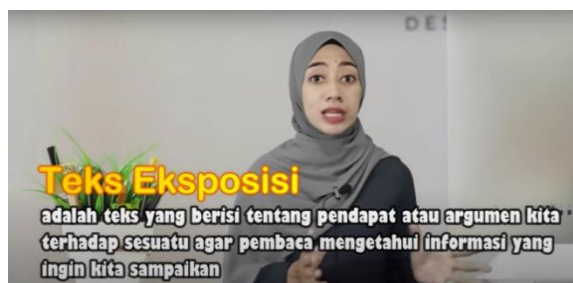 DES
Teks Eksposisi
adalah teks yang berisi tentang pendapat atau argumen kita
terhadap sesuatu agar pembaca mengetahui informasi yang
ingin kita sampaikan